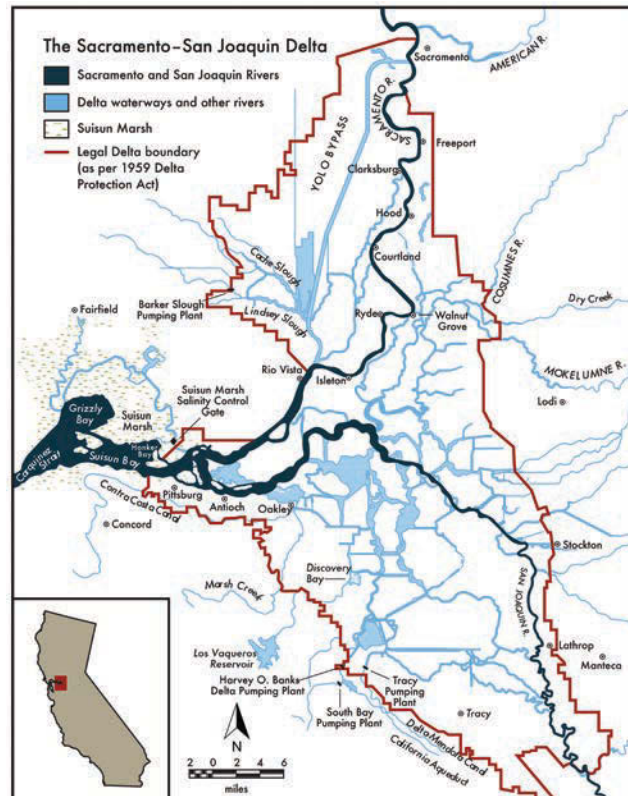 The Sacramento–San Joaquin Delta
Sacramento and San Joaquin Rivers
Delta waterways and other rivers
Suisun Marsh
Legal Delta boundary
(as per 1959 Delta
Protection Act)
Sacramento
AMERICAN R.
SACRAMENTO R.
YOLO BYPASS
Freeport
Clarksburg
Hood
Courtland
COSUMNES R.
Cache Slough
Barker Slough
Pumping Plant
Lindsey Slough
Ryde
Walnut
Grove
Dry Creek
Fairfield
MOKELUMNE R.
Rio Vista
Isleton
Lodi
Suisun Marsh
Salinity Control
Gate
Grizzly
Bay
Suisun
Marsh
Honker
Bay
Carquinez
Strait
Suisun Bay
Pittsburg
Antioch
Oakley
Contra Costa Canal
Concord
Stockton
Discovery
Bay
SAN JOAQUIN R.
Marsh Creek
Los Vaqueros
Reservoir
Lathrop
Manteca
Harvey O. Banks
Delta Pumping Plant
Tracy
Pumping
Plant
South Bay
Pumping Plant
Tracy
Delta Mendota Canal
California Aqueduct
N
2 0 2 4 6
miles